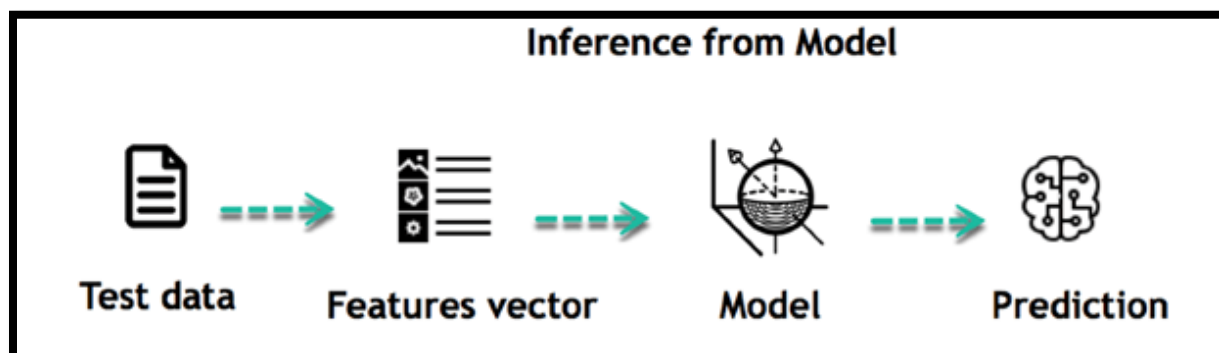 Inference from Model
Test data
Features vector
Model
Prediction